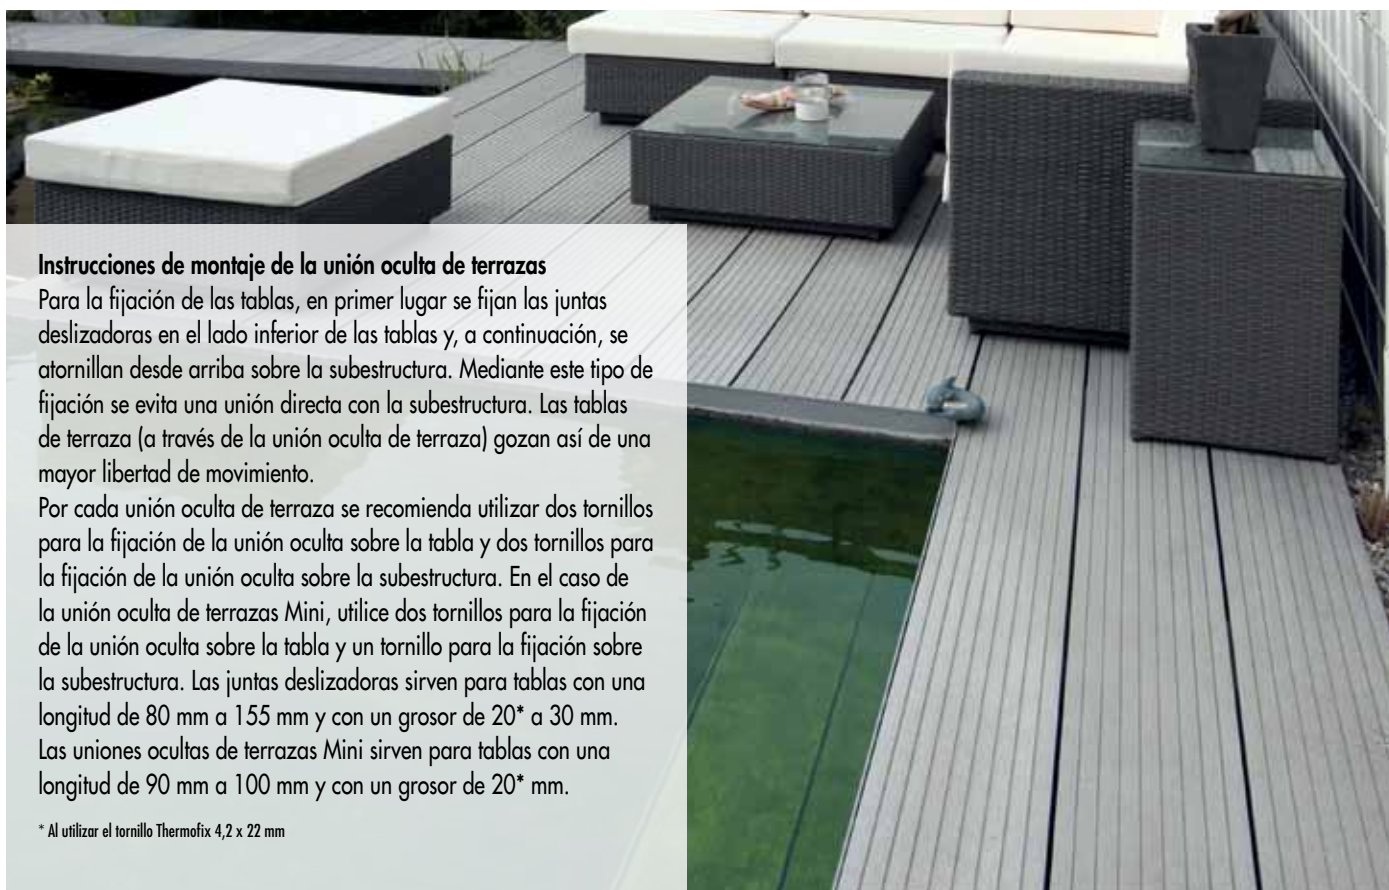 Instrucciones de montaje de la unión oculta de terrazas
Para la fijación de las tablas, en primer lugar se fijan las juntas
deslizadoras en el lado inferior de las tablas y, a continuación, se
atornillan desde arriba sobre la subestructura. Mediante este tipo de
fijación se evita una unión directa con la subestructura. Las tablas
de terraza (a través de la unión oculta de terraza) gozan así de una
mayor libertad de movimiento.
Por cada unión oculta de terraza se recomienda utilizar dos tornillos
para la fijación de la unión oculta sobre la tabla y dos tornillos para
la fijación de la unión oculta sobre la subestructura. En el caso de
la unión oculta de terrazas Mini, utilice dos tornillos para la fijación
de la unión oculta sobre la tabla y un tornillo para la fijación sobre
la subestructura. Las juntas deslizadoras sirven para tablas con una
longitud de 80 mm a 155 mm y con un grosor de 20* a 30 mm.
Las uniones ocultas de terrazas Mini sirven para tablas con una
longitud de 90 mm a 100 mm y con un grosor de 20* mm.
* Al utilizar el tornillo Thermofix 4,2 x 22 mm